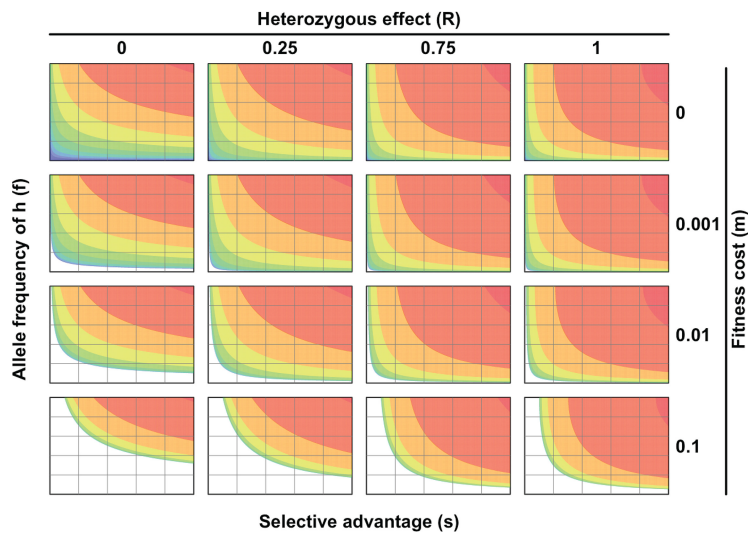 Heterozygous effect (R)
0 0.25 0.75 1
0
0.001
0.01
0.1
Allele frequency of h (f)
Fitness cost (m)
Selective advantage (s)